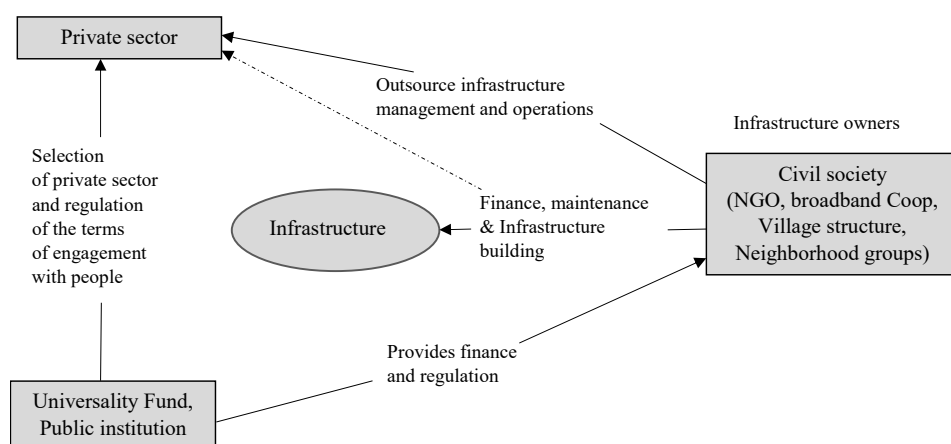 Private sector
Outsource infrastructure
management and operations
Infrastructure owners
Selection
of private sector
and regulation
of the terms
of engagement
with people
Infrastructure
Finance, maintenance
& Infrastructure
building
Civil society
(NGO, broadband Coop,
Village structure,
Neighborhood groups)
Provides finance
and regulation
Universality Fund,
Public institution